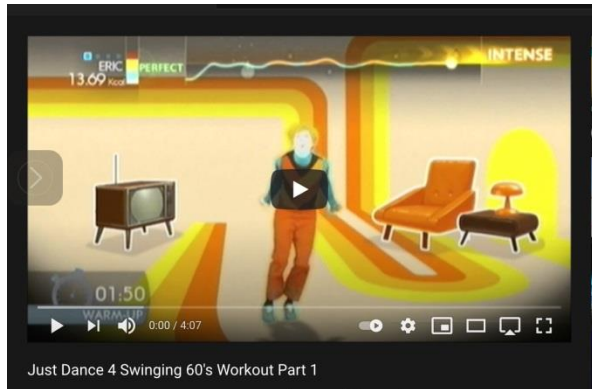 ERIC
13.69 Kcal
PERFECT
INTENSE
01:50
WARM-UP
0:00 / 4:07
Just Dance 4 Swinging 60's Workout Part 1